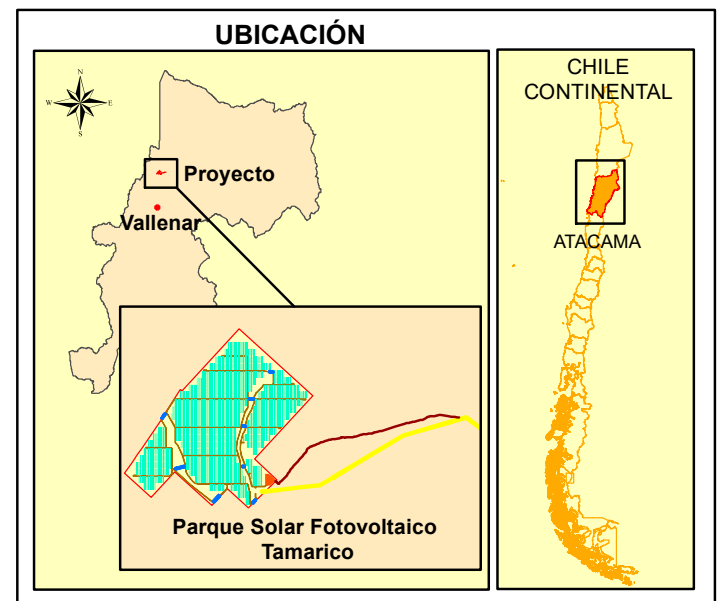 UBICACIÓN
N
W
E
S
Proyecto
Vallenar
Parque Solar Fotovoltaico
Tamarico
CHILE
CONTINENTAL
ATACAMA